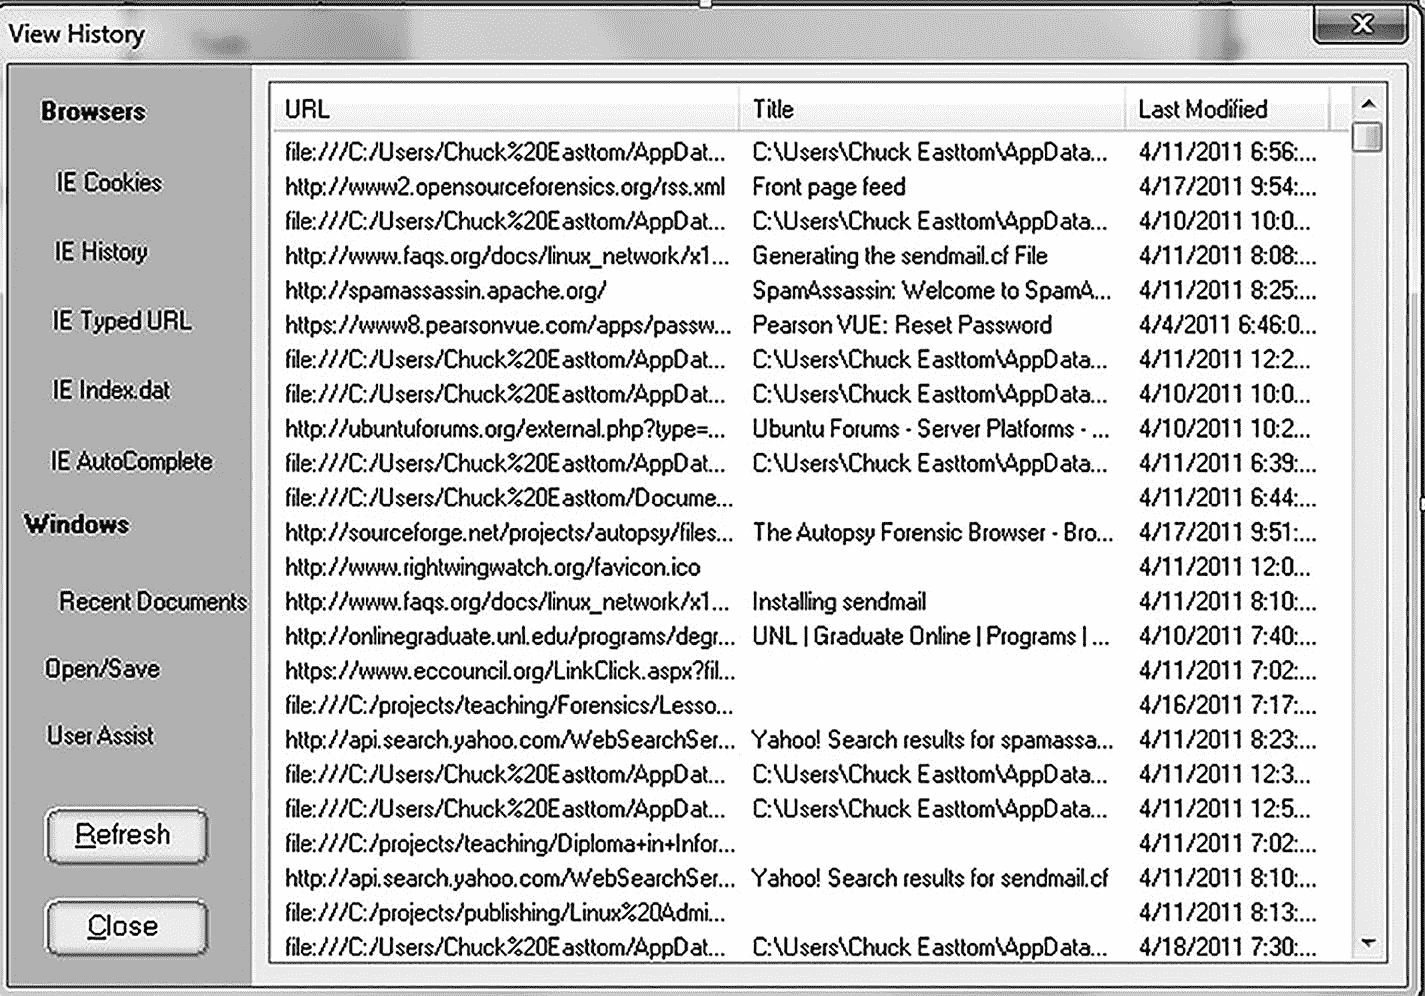 View History
Browsers
IE Cookies
IE History
IE Typed URL
IE Index.dat
IE AutoComplete
Windows
Recent Documents
Open/Save
User Assist
Refresh
Close
URL Title Last Modified
file:///C:/Users/Chuck%20Easttom/AppDat... C:\Users\Chuck Easttom\AppData... 4/11/2011 6:56:...
http://www2.opensourceforensics.org/rss.xml Front page feed 4/17/2011 9:54:...
file:///C:/Users/Chuck%20Easttom/AppDat... C:\Users\Chuck Easttom\AppData... 4/10/2011 10:0...
http://www.faqs.org/docs/linux_network/x1... Generating the sendmail.cf File 4/11/2011 8:08:...
http://spamassassin.apache.org/ SpamAssassin: Welcome to SpamA... 4/11/2011 8:25:...
https://www8.pearsonvue.com/apps/passw... Pearson VUE: Reset Password 4/4/2011 6:46:0...
file:///C:/Users/Chuck%20Easttom/AppDat... C:\Users\Chuck Easttom\AppData... 4/11/2011 12:2...
file:///C:/Users/Chuck%20Easttom/AppDat... C:\Users\Chuck Easttom\AppData... 4/10/2011 10:0...
http://ubuntuforums.org/external.php?type=... Ubuntu Forums - Server Platforms - ... 4/10/2011 10:2...
file:///C:/Users/Chuck%20Easttom/AppDat... C:\Users\Chuck Easttom\AppData... 4/11/2011 6:39:...
file:///C:/Users/Chuck%20Easttom/Docume... 4/11/2011 6:44:...
http://sourceforge.net/projects/autopsy/files... The Autopsy Forensic Browser - Bro... 4/17/2011 9:51:...
http://www.rightwingwatch.org/favicon.ico 4/11/2011 12:0...
http://www.faqs.org/docs/linux_network/x1... Installing sendmail 4/11/2011 8:10:...
http://onlinegraduate.unl.edu/programs/degr... UNL | Graduate Online | Programs | ... 4/10/2011 7:40:...
https://www.eccouncil.org/LinkClick.aspx?fil... 4/11/2011 7:02:...
file:///C:/projects/teaching/Forensics/Lesso... 4/16/2011 7:17:...
http://api.search.yahoo.com/WebSearchSer... Yahoo! Search results for spamassa... 4/11/2011 8:23:...
file:///C:/Users/Chuck%20Easttom/AppDat... C:\Users\Chuck Easttom\AppData... 4/11/2011 12:3...
file:///C:/Users/Chuck%20Easttom/AppDat... C:\Users\Chuck Easttom\AppData... 4/11/2011 12:5...
file:///C:/projects/teaching/Diploma+in+Infor... 4/11/2011 7:02:...
http://api.search.yahoo.com/WebSearchSer... Yahoo! Search results for sendmail.cf 4/11/2011 8:10:...
file:///C:/projects/publishing/Linux%20Admi... 4/11/2011 8:13:...
file:///C:/Users/Chuck%20Easttom/AppDat... C:\Users\Chuck Easttom\AppData... 4/18/2011 7:30:...